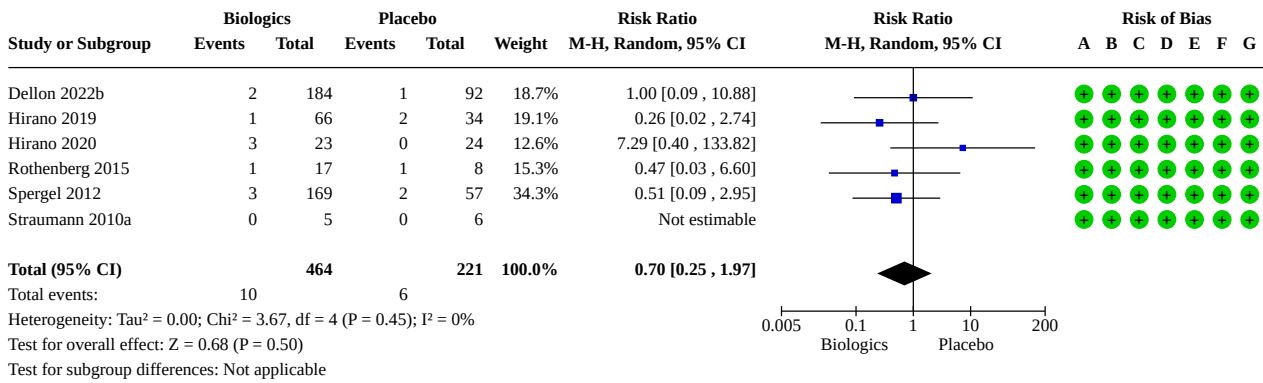 Biologics Placebo Risk Ratio Risk Ratio Risk of Bias
Study or Subgroup Events Total Events Total Weight M-H, Random, 95% CI M-H, Random, 95% CI A B C D E F G
Dellon 2022b 2 184 1 92 18.7% 1.00 [0.09 , 10.88] + + + + + + +
Hirano 2019 1 66 2 34 19.1% 0.26 [0.02 , 2.74] + + + + + + +
Hirano 2020 3 23 0 24 12.6% 7.29 [0.40 , 133.82] + + + + + + +
Rothenberg 2015 1 17 1 8 15.3% 0.47 [0.03 , 6.60] + + + + + + +
Spergel 2012 3 169 2 57 34.3% 0.51 [0.09 , 2.95] + + + + + + +
Straumann 2010a 0 5 0 6 Not estimable + + + + + + +
Total (95% CI) 464 221 100.0% 0.70 [0.25 , 1.97]
Total events: 10 6
Heterogeneity: Tau² = 0.00; Chi² = 3.67, df = 4 (P = 0.45); I² = 0%
0.005 0.1 1 10 200
Test for overall effect: Z = 0.68 (P = 0.50)
Biologics Placebo
Test for subgroup differences: Not applicable